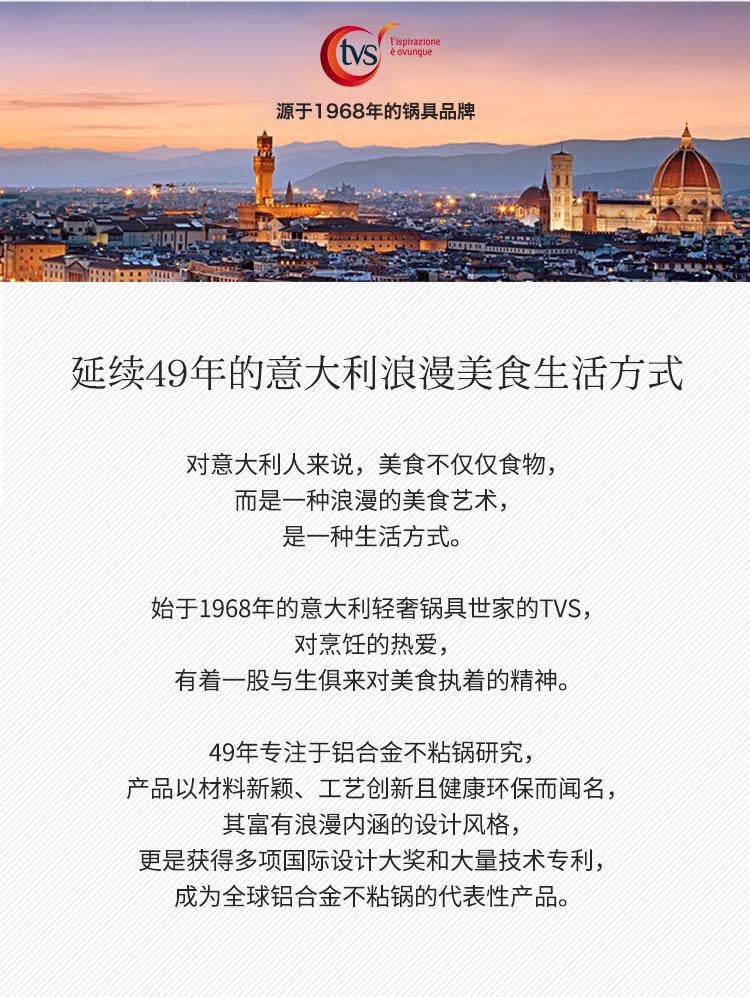 tvs
l'ispirazione
è ovunque
源于1968年的锅具品牌
延续49年的意大利浪漫美食生活方式
对意大利人来说，美食不仅仅食物，
而是一种浪漫的美食艺术，
是一种生活方式。
始于1968年的意大利轻奢锅具世家的TVS，
对烹饪的热爱，
有着一股与生俱来对美食执着的精神。
49年专注于铝合金不粘锅研究，
产品以材料新颖、工艺创新且健康环保而闻名，
其富有浪漫内涵的设计风格，
更是获得多项国际设计大奖和大量技术专利，
成为全球铝合金不粘锅的代表性产品。